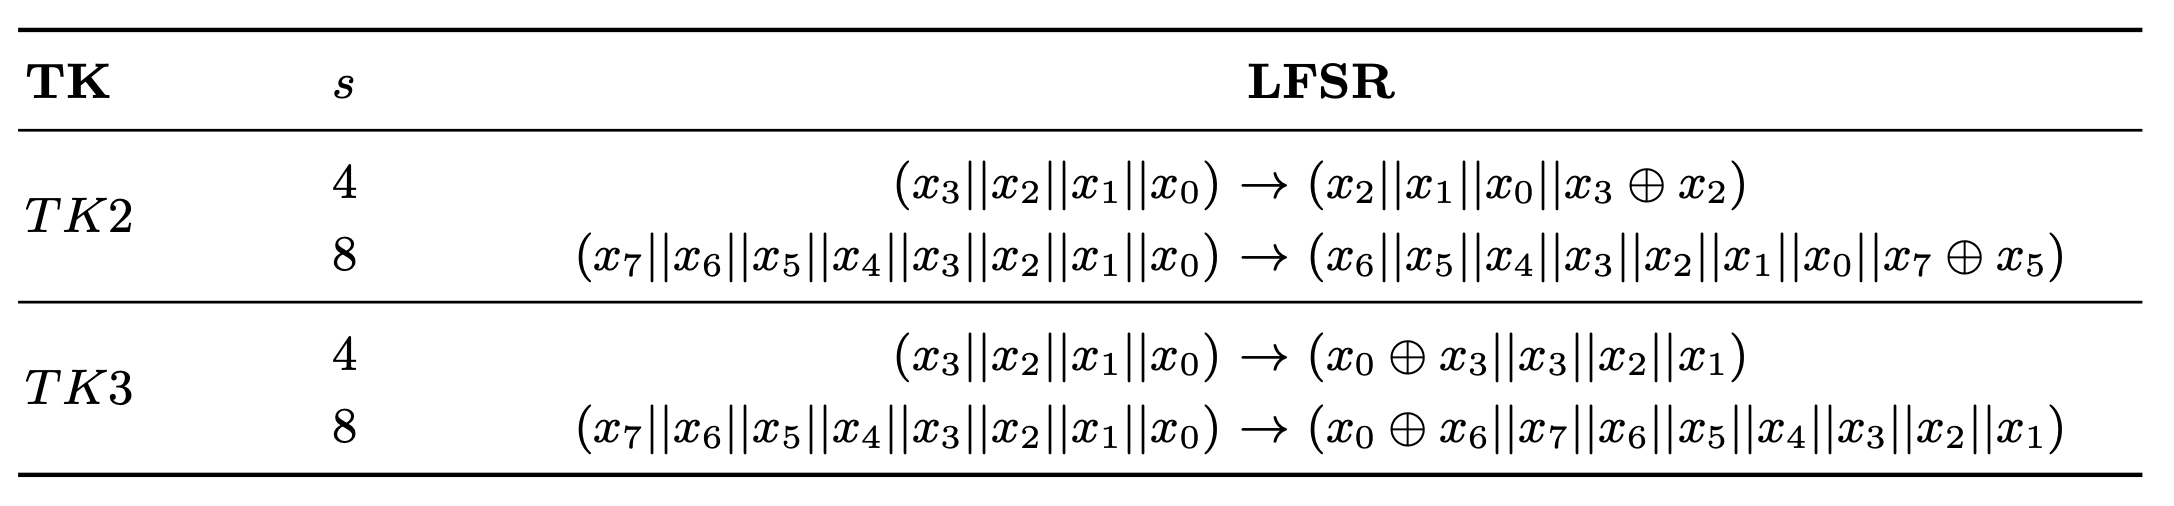 TK s LFSR
TK2 4 (x₃||x₂||x₁||x₀) → (x₂||x₁||x₀||x₃ ⊕ x₂)
8 (x₇||x₆||x₅||x₄||x₃||x₂||x₁||x₀) → (x₆||x₅||x₄||x₃||x₂||x₁||x₀||x₇ ⊕ x₅)
TK3 4 (x₃||x₂||x₁||x₀) → (x₀ ⊕ x₃||x₃||x₂||x₁)
8 (x₇||x₆||x₅||x₄||x₃||x₂||x₁||x₀) → (x₀ ⊕ x₆||x₇||x₆||x₅||x₄||x₃||x₂||x₁)